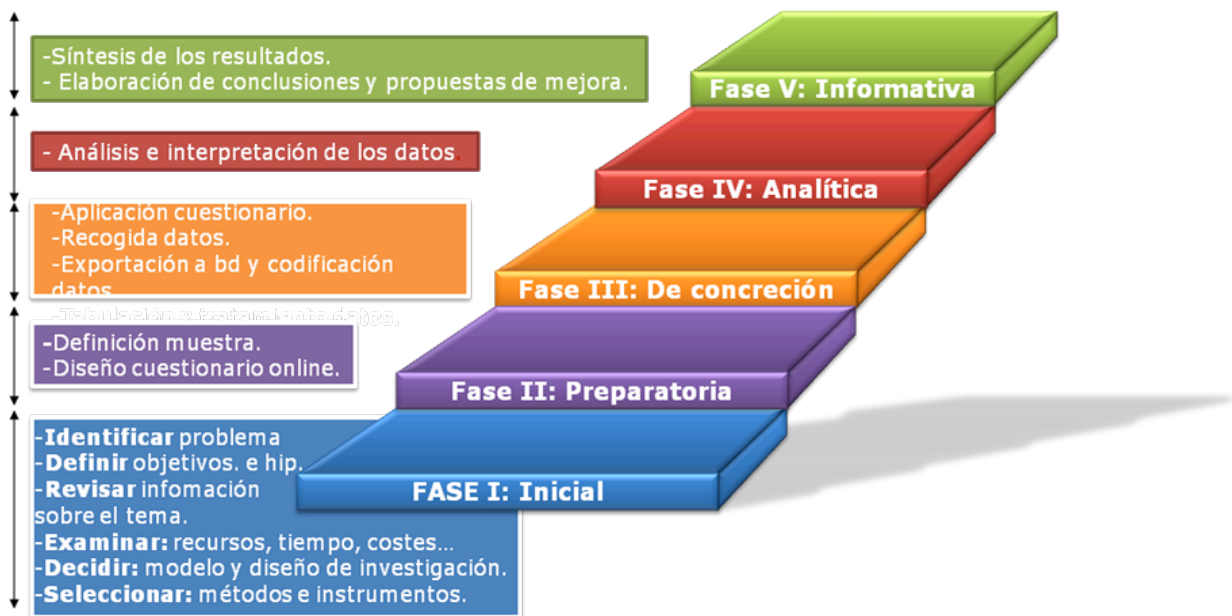 -Síntesis de los resultados.
- Elaboración de conclusiones y propuestas de mejora.
Fase V: Informativa
- Análisis e interpretación de los datos.
Fase IV: Analítica
-Aplicación cuestionario.
-Recogida datos.
-Exportación a bd y codificación
datos
-Tabulación y tratamiento datos.
Fase III: De concreción
-Definición muestra.
-Diseño cuestionario online.
Fase II: Preparatoria
-Identificar problema
-Definir objetivos. e hip.
-Revisar infomación
sobre el tema.
-Examinar: recursos, tiempo, costes...
-Decidir: modelo y diseño de investigación.
-Seleccionar: métodos e instrumentos.
FASE I: Inicial